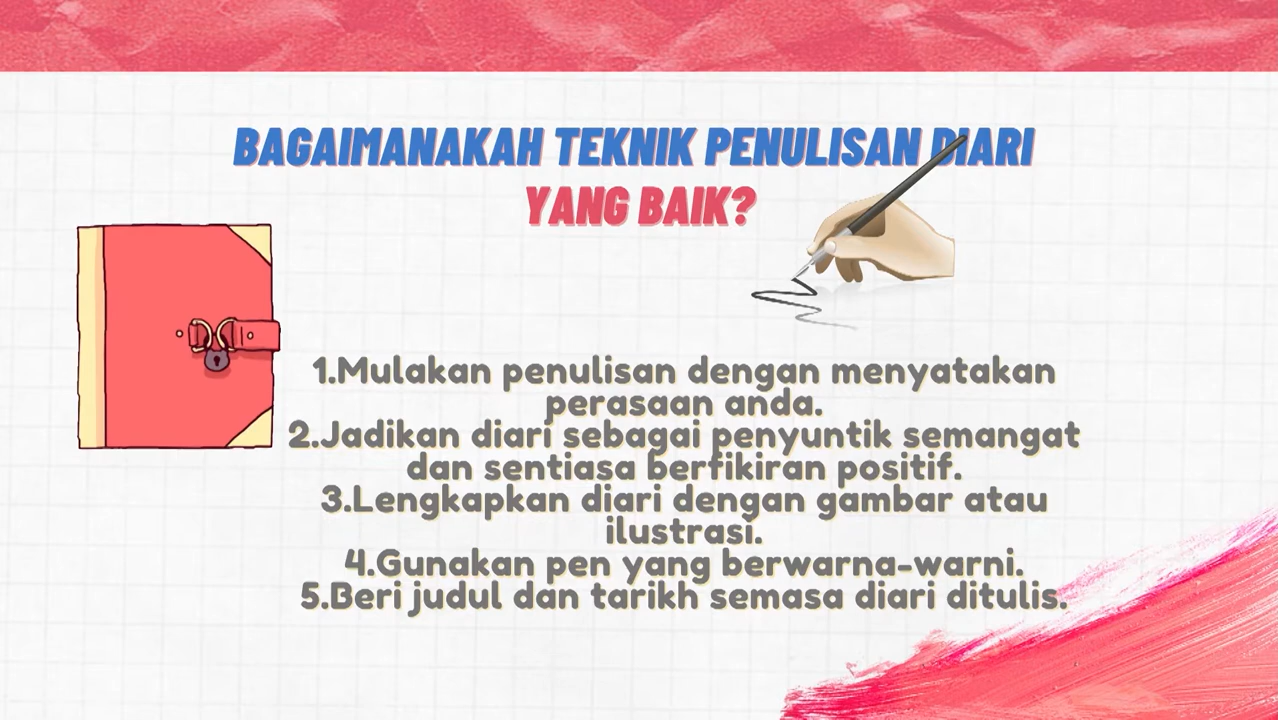 BAGAIMANAKAH TEKNIK PENULISAN DIARI
YANG BAIK?
1.Mulakan penulisan dengan menyatakan
perasaan anda.
2.Jadikan diari sebagai penyuntik semangat
dan sentiasa berfikiran positif.
3.Lengkapkan diari dengan gambar atau
ilustrasi.
4.Gunakan pen yang berwarna-warni.
5.Beri judul dan tarikh semasa diari ditulis.